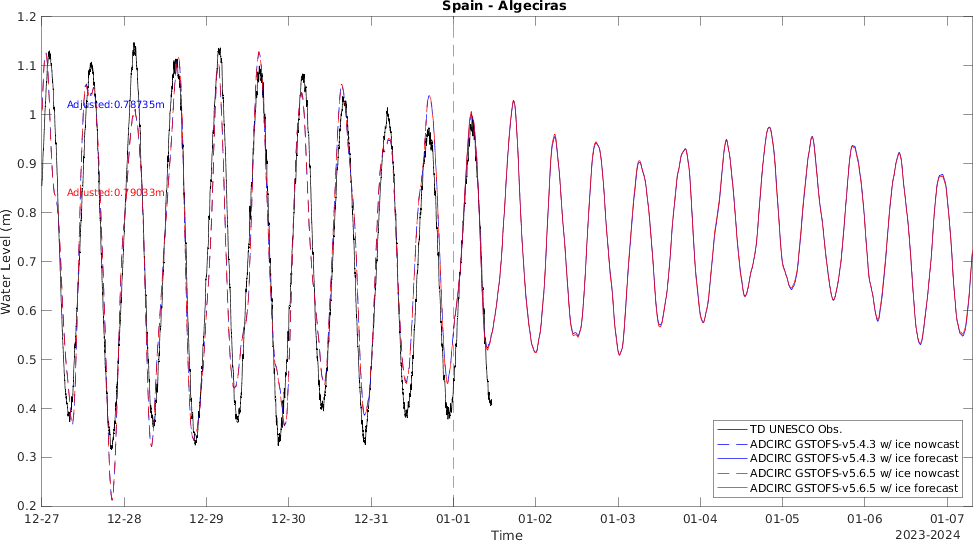 Spain - Algeciras
1.2
1.1
1
0.9
0.8
0.7
0.6
0.5
0.4
0.3
0.2
Water Level (m)
Adjusted:0.78735m
Adjusted:0.79033m
TD UNESCO Obs.
ADCIRC GSTOFS-v5.4.3 w/ ice nowcast
ADCIRC GSTOFS-v5.4.3 w/ ice forecast
ADCIRC GSTOFS-v5.6.5 w/ ice nowcast
ADCIRC GSTOFS-v5.6.5 w/ ice forecast
12-27 12-28 12-29 12-30 12-31 01-01 01-02 01-03 01-04 01-05 01-06 01-07
Time
2023-2024